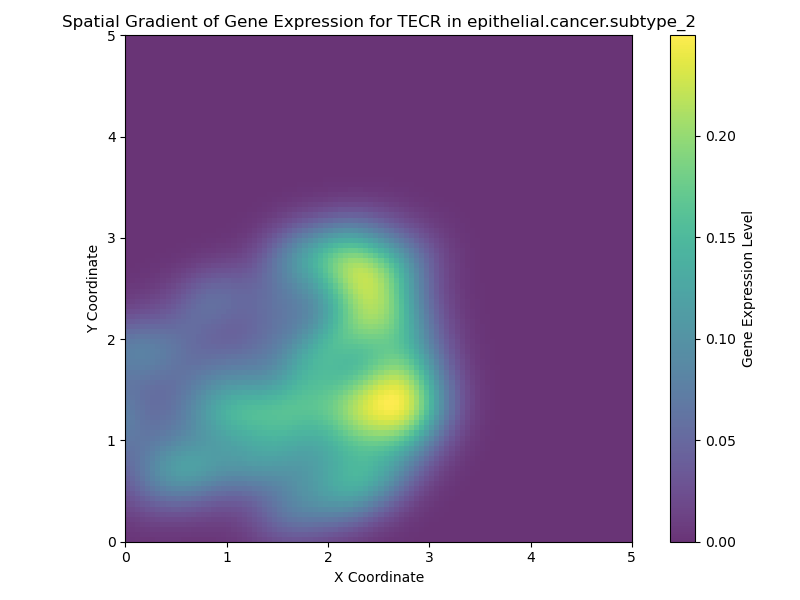 Spatial Gradient of Gene Expression for TECR in epithelial.cancer.subtype_2
5
4
3
2
1
0
Y Coordinate
0 1 2 3 4 5
X Coordinate
0.20
0.15
0.10
0.05
0.00
Gene Expression Level